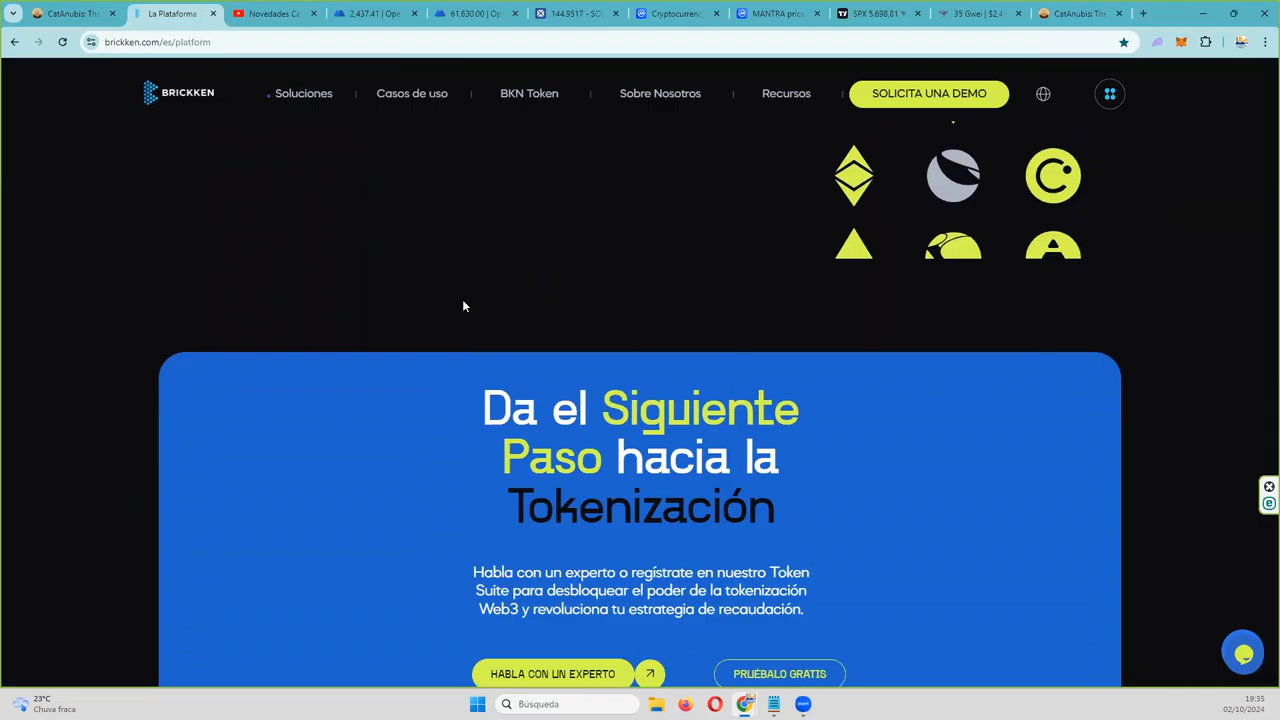 CatAnubis: The
La Plataforma
Novedades Ca
2,437.41 | Ope
61,630.00 | Op
144.9517 - SO
Cryptocurrenc
MANTRA price
SPX 5.698,81
35 Gwei | $2,4
CatAnubis: The
brickken.com/es/platform
BRICKKEN
Soluciones
Casos de uso
BKN Token
Sobre Nosotros
Recursos
SOLICITA UNA DEMO
Da el Siguiente
Paso hacia la
Tokenización
Habla con un experto o regístrate en nuestro Token
Suite para desbloquear el poder de la tokenización
Web3 y revoluciona tu estrategia de recaudación.
HABLA CON UN EXPERTO
PRUÉBALO GRATIS
23°C
Chuva fraca
Búsqueda
19:35
02/10/2024